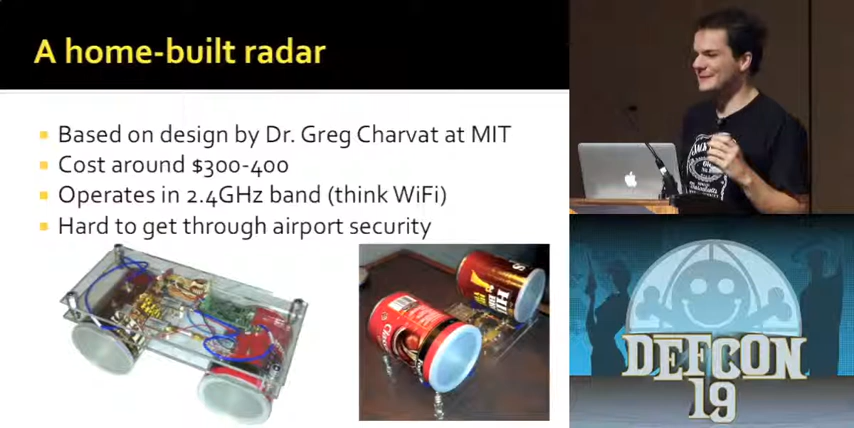 A home-built radar
Based on design by Dr. Greg Charvat at MIT
Cost around $300-400
Operates in 2.4GHz band (think WiFi)
Hard to get through airport security
DEFCON
19